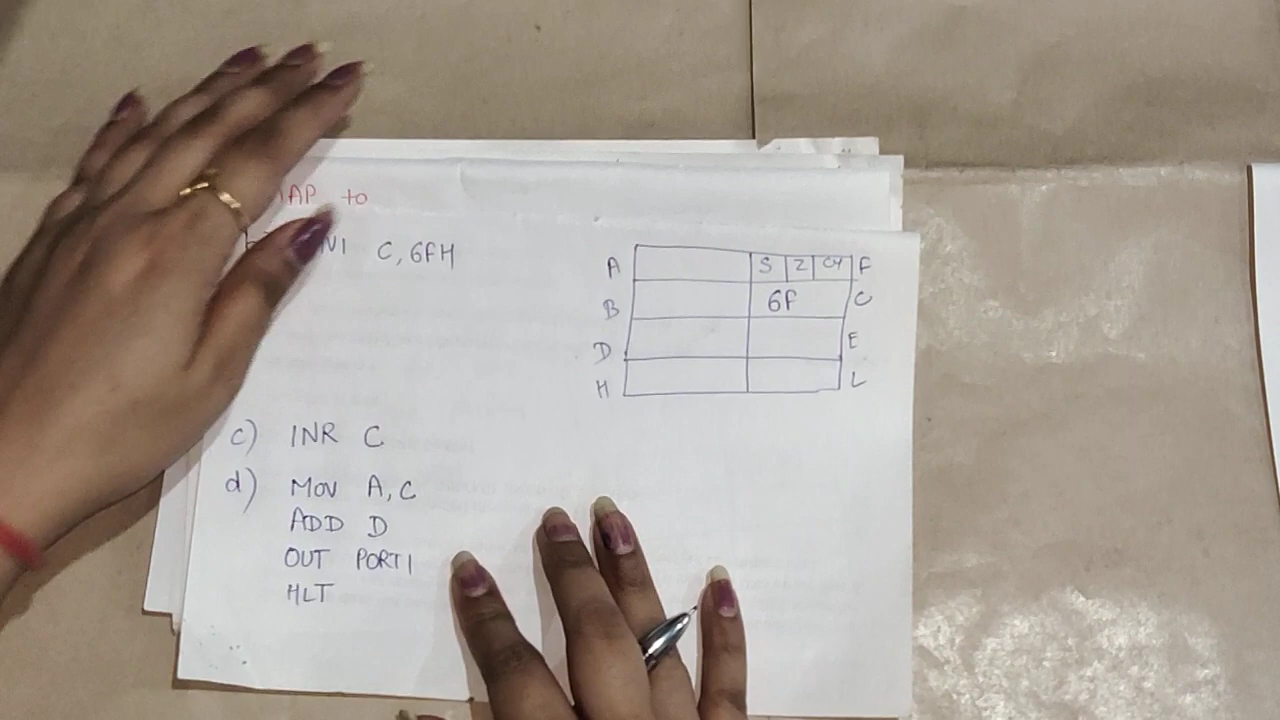 AP to
C, 6FH
A S Z CY F
B 6F C
D E
H L
c) INR C
d) MOV A, C
ADD D
OUT PORT1
HLT